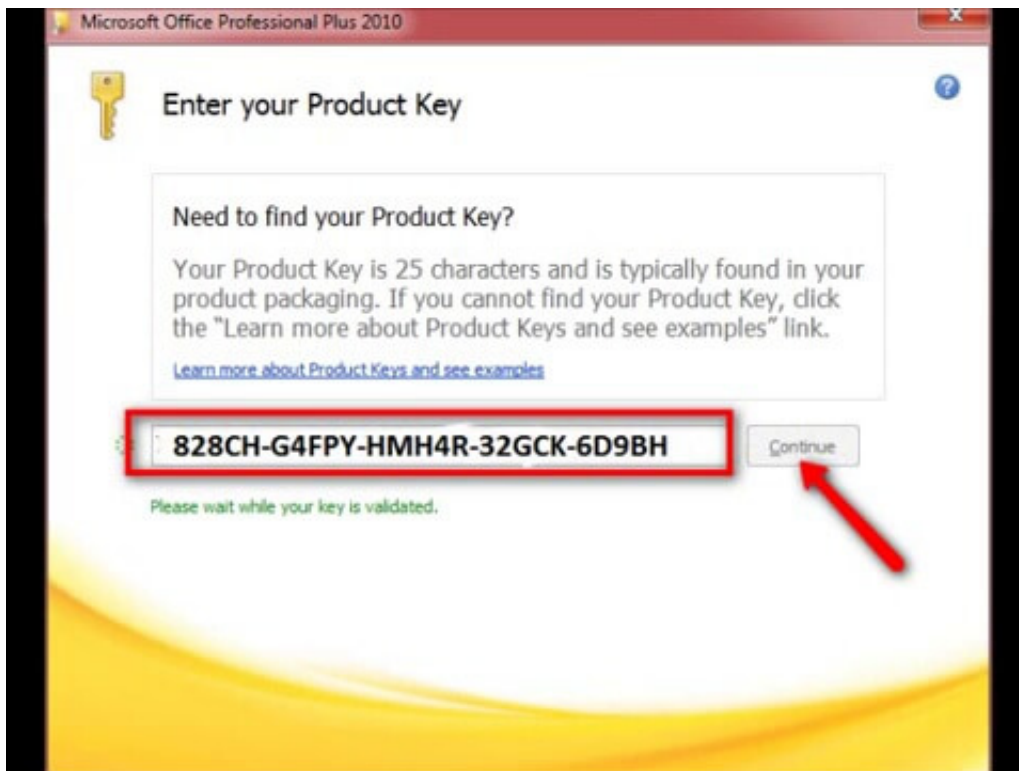 Microsoft Office Professional Plus 2010
Enter your Product Key
Need to find your Product Key?
Your Product Key is 25 characters and is typically found in your
product packaging. If you cannot find your Product Key, click
the "Learn more about Product Keys and see examples" link.
Learn more about Product Keys and see examples
828CH-G4FPY-HMH4R-32GCK-6D9BH
Continue
Please wait while your key is validated.